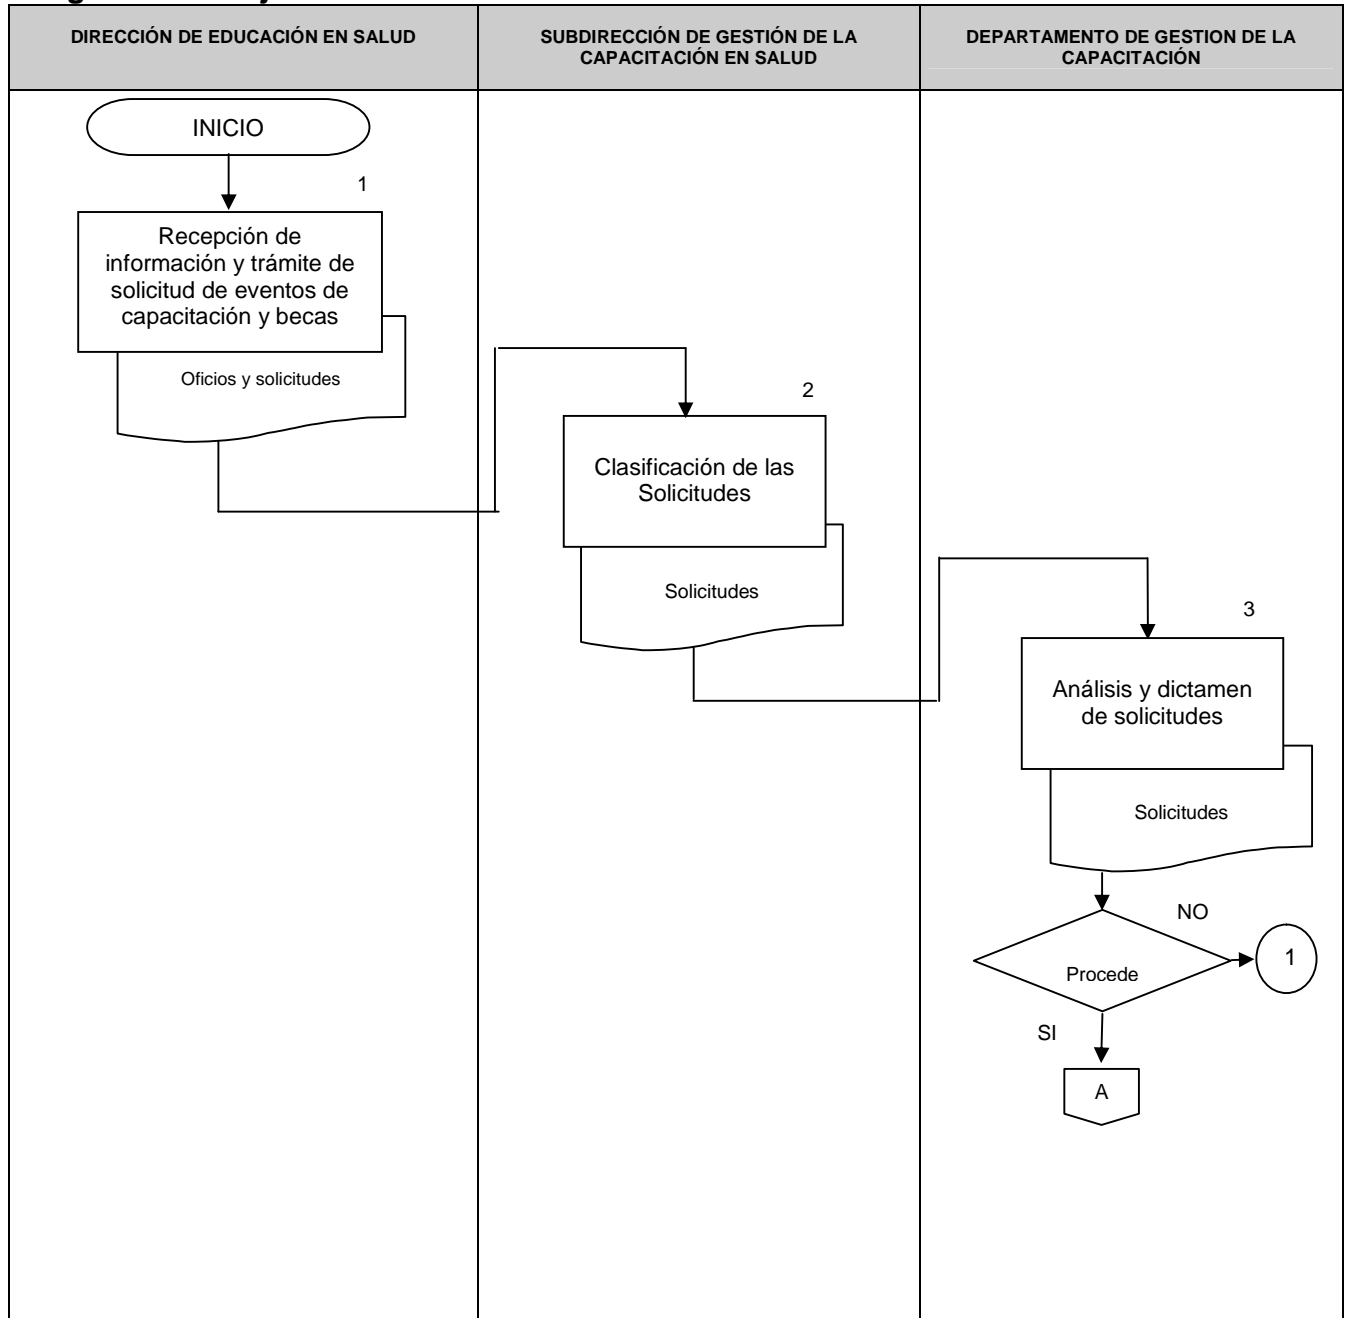 DIRECCIÓN DE EDUCACIÓN EN SALUD
SUBDIRECCIÓN DE GESTIÓN DE LA
CAPACITACIÓN EN SALUD
DEPARTAMENTO DE GESTION DE LA
CAPACITACIÓN
INICIO
1
Recepción de
información y trámite de
solicitud de eventos de
capacitación y becas
Oficios y solicitudes
2
Clasificación de las
Solicitudes
Solicitudes
3
Análisis y dictamen
de solicitudes
Solicitudes
NO
Procede
1
SI
A